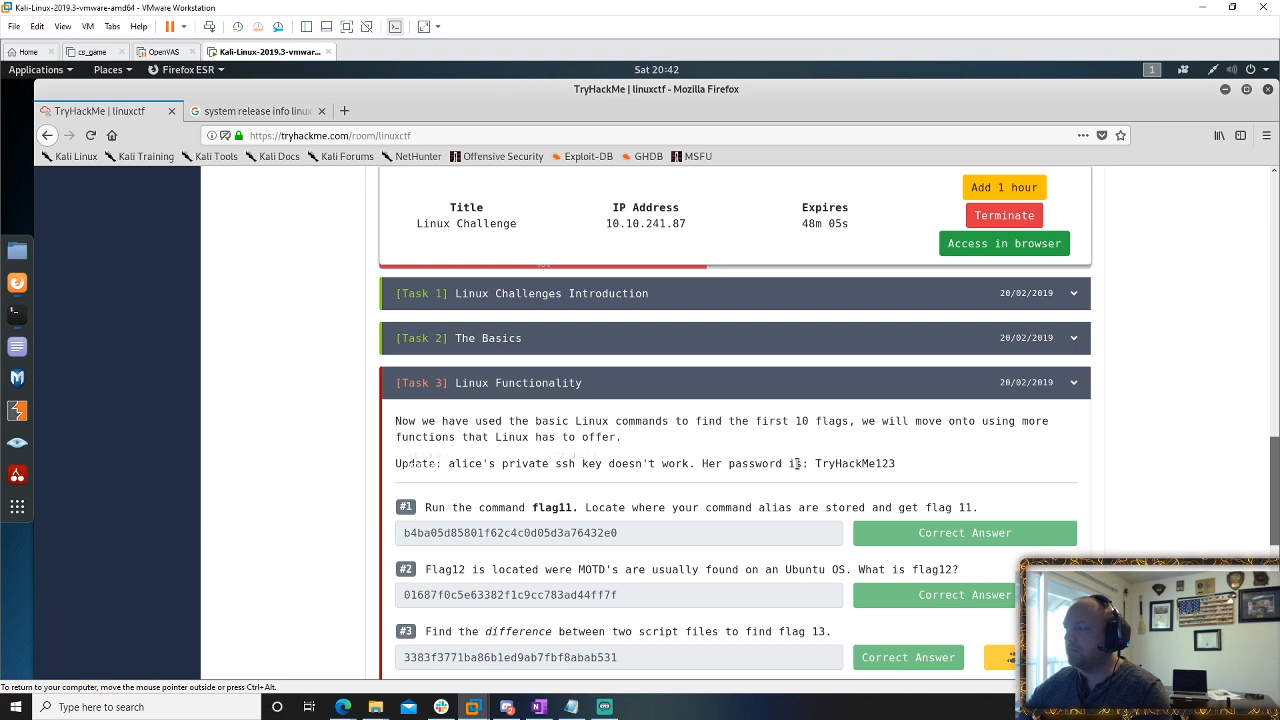 Kali-Linux-2019.3-vmware-amd64 - VMware Workstation
File Edit View VM Tabs Help
Home cs_game OpenVAS Kali-Linux-2019.3-vmwar...
Applications Places Firefox ESR Sat 20:42 1
TryHackMe | linuxctf - Mozilla Firefox
TryHackMe | linuxctf system release info linux
https://tryhackme.com/room/linuxctf
Kali Linux Kali Training Kali Tools Kali Docs Kali Forums NetHunter Offensive Security Exploit-DB GHDB MSFU
Add 1 hour
Title IP Address Expires
Terminate
Linux Challenge 10.10.241.87 48m 05s
Access in browser
[Task 1] Linux Challenges Introduction 20/02/2019
[Task 2] The Basics 20/02/2019
[Task 3] Linux Functionality 20/02/2019
Now we have used the basic Linux commands to find the first 10 flags, we will move onto using more
functions that Linux has to offer.
Update: alice's private ssh key doesn't work. Her password is: TryHackMe123
#1 Run the command flag11. Locate where your command alias are stored and get flag 11.
b4ba05d85801f62c4c0d05d3a76432e0 Correct Answer
#2 Flag12 is located were MOTD's are usually found on an Ubuntu OS. What is flag12?
01687f0c5e63382f1c9cc783ad44ff7f Correct Answer
#3 Find the difference between two script files to find flag 13.
3383f3771ba86b1ed9ab7fbf8abab531 Correct Answer
To return to your computer, move the mouse pointer outside or press Ctrl+Alt.
Type here to search